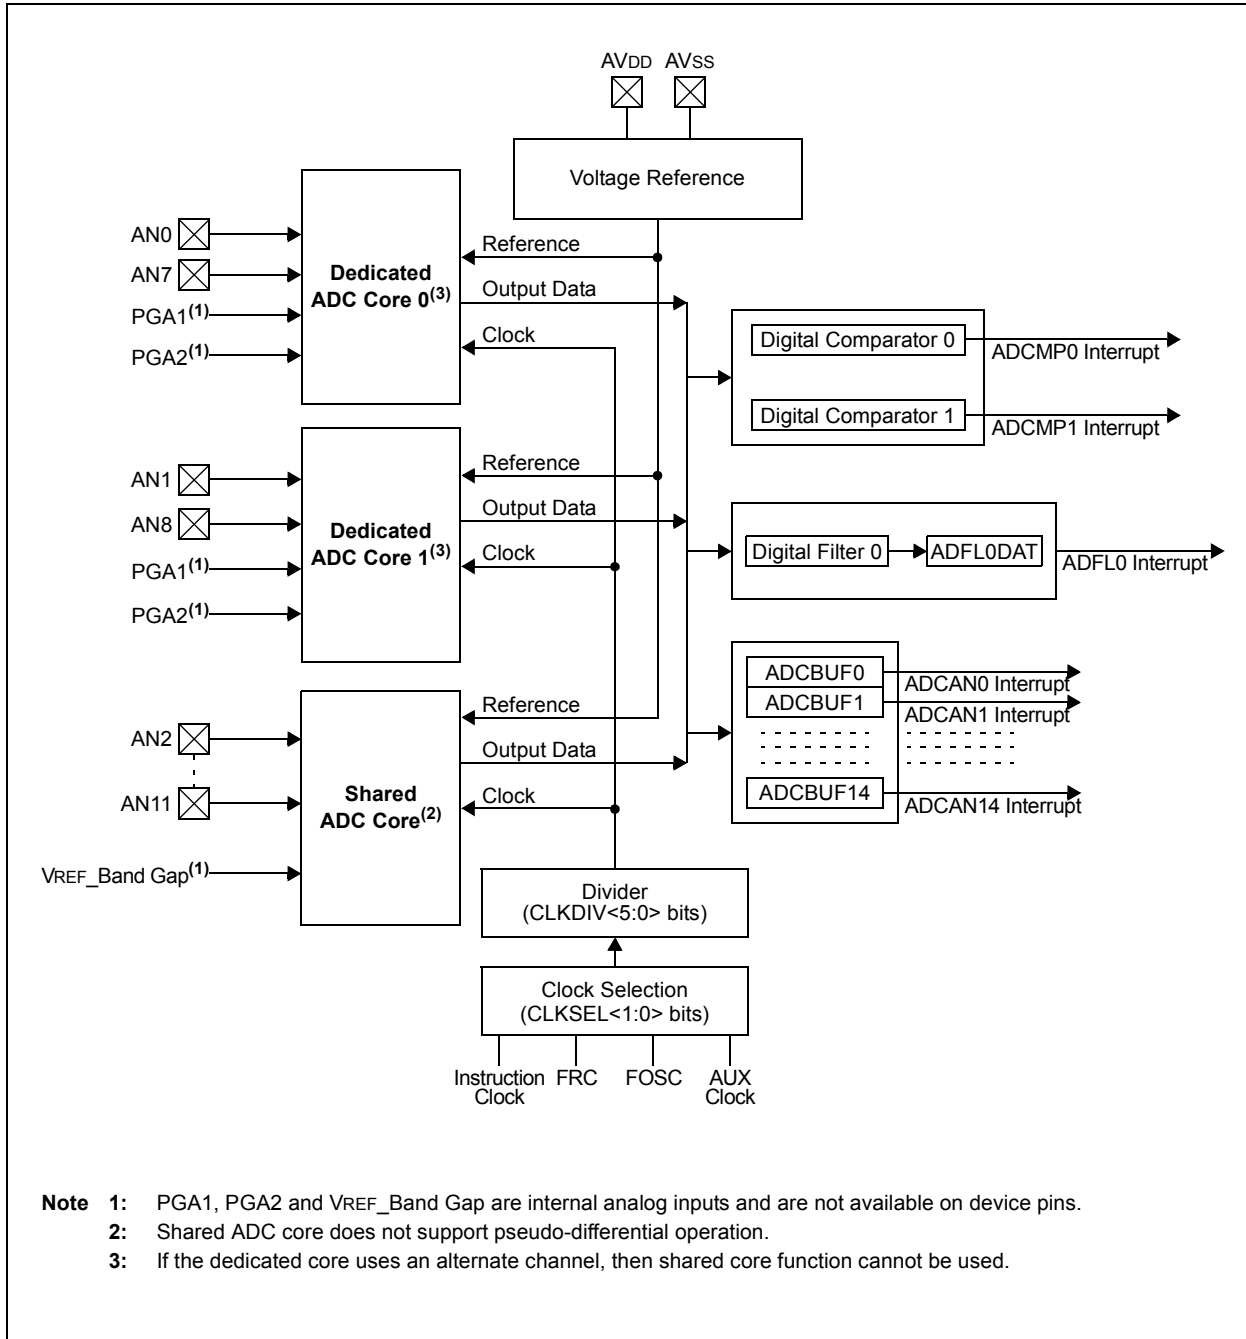 AVDD AVSS
Voltage Reference
AN0
AN7
PGA1(1)
PGA2(1)
Dedicated
ADC Core 0(3)
Reference
Output Data
Clock
Digital Comparator 0
ADCMP0 Interrupt
Digital Comparator 1
ADCMP1 Interrupt
AN1
AN8
PGA1(1)
PGA2(1)
Dedicated
ADC Core 1(3)
Reference
Output Data
Clock
Digital Filter 0
ADFL0DAT
ADFL0 Interrupt
AN2
AN11
VREF_Band Gap(1)
Shared
ADC Core(2)
Reference
Output Data
Clock
ADCBUF0
ADCAN0 Interrupt
ADCBUF1
ADCAN1 Interrupt
ADCBUF14
ADCAN14 Interrupt
Divider
(CLKDIV<5:0> bits)
Clock Selection
(CLKSEL<1:0> bits)
Instruction
Clock
FRC
FOSC
AUX
Clock
Note 1: PGA1, PGA2 and VREF_Band Gap are internal analog inputs and are not available on device pins.
2: Shared ADC core does not support pseudo-differential operation.
3: If the dedicated core uses an alternate channel, then shared core function cannot be used.